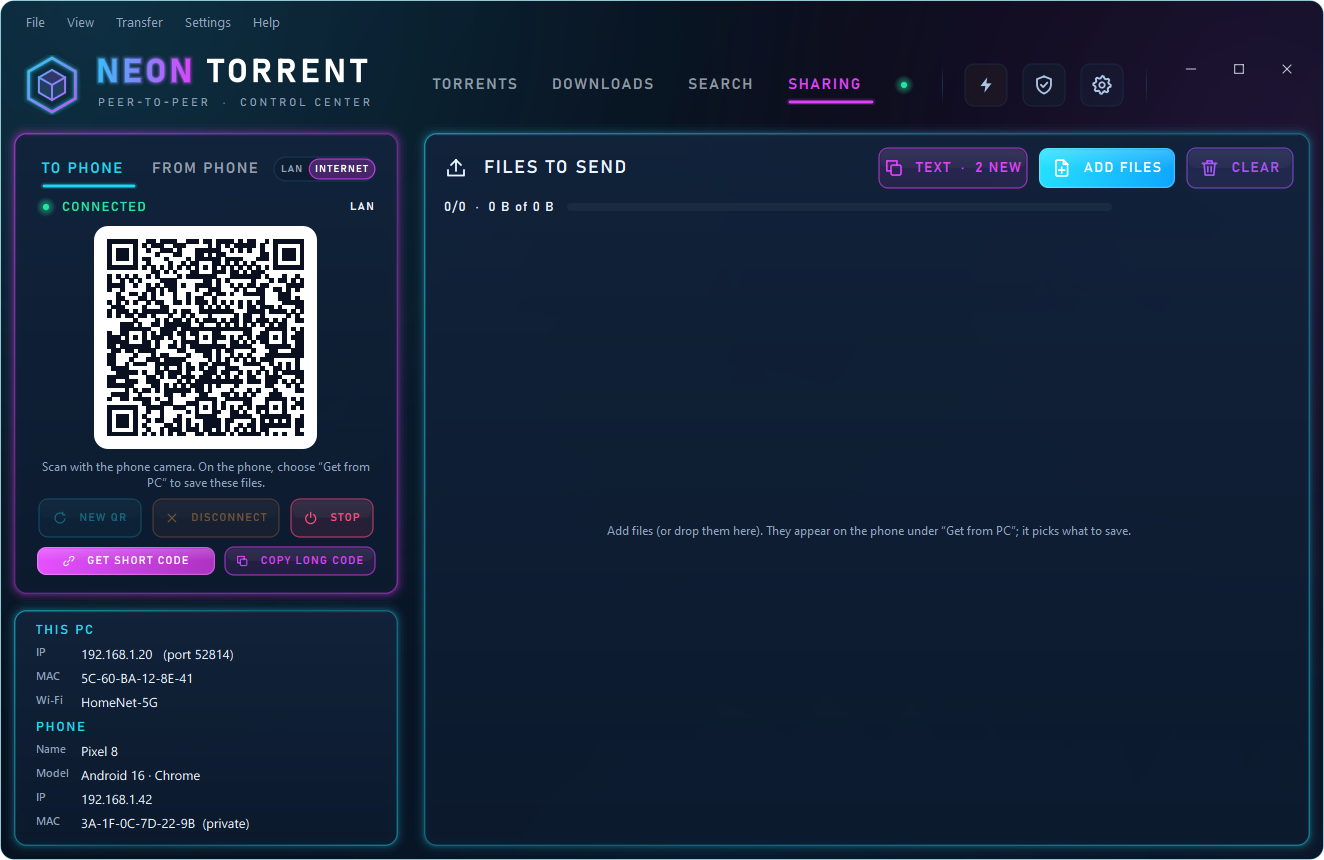 File View Transfer Settings Help
NEON TORRENT
PEER-TO-PEER · CONTROL CENTER
TORRENTS DOWNLOADS SEARCH SHARING
TO PHONE FROM PHONE LAN INTERNET
CONNECTED LAN
Scan with the phone camera. On the phone, choose “Get from
PC” to save these files.
NEW QR DISCONNECT STOP
GET SHORT CODE COPY LONG CODE
THIS PC
IP 192.168.1.20 (port 52814)
MAC 5C-60-BA-12-8E-41
Wi-Fi HomeNet-5G
PHONE
Name Pixel 8
Model Android 16 · Chrome
IP 192.168.1.42
MAC 3A-1F-0C-7D-22-9B (private)
FILES TO SEND TEXT · 2 NEW ADD FILES CLEAR
0/0 · 0 B of 0 B
Add files (or drop them here). They appear on the phone under “Get from PC”; it picks what to save.